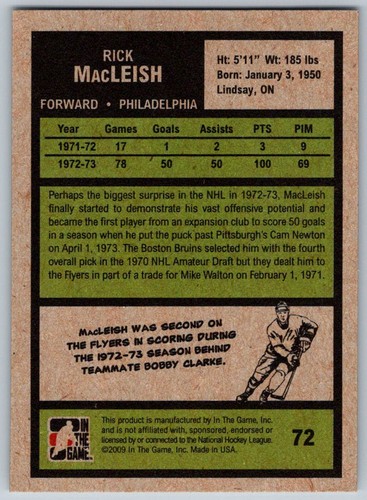 RICK
MACLEISH
FORWARD • PHILADELPHIA
Ht: 5'11" Wt: 185 lbs
Born: January 3, 1950
Lindsay, ON
Year Games Goals Assists PTS PIM
1971-72 17 1 2 3 9
1972-73 78 50 50 100 69
Perhaps the biggest surprise in the NHL in 1972-73, MacLeish
finally started to demonstrate his vast offensive potential and
became the first player from an expansion club to score 50 goals
in a season when he put the puck past Pittsburgh's Cam Newton
on April 1, 1973. The Boston Bruins selected him with the fourth
overall pick in the 1970 NHL Amateur Draft but they dealt him to
the Flyers in part of a trade for Mike Walton on February 1, 1971.
MACLEISH WAS SECOND ON
THE FLYERS IN SCORING DURING
THE 1972-73 SEASON BEHIND
TEAMMATE BOBBY CLARKE.
IN
THE
GAME
This product is manufactured by In The Game, Inc.
and is not affiliated with, sponsored, endorsed or
licensed by or connected to the National Hockey League.
©2009 In The Game, Inc. Made in USA.
72